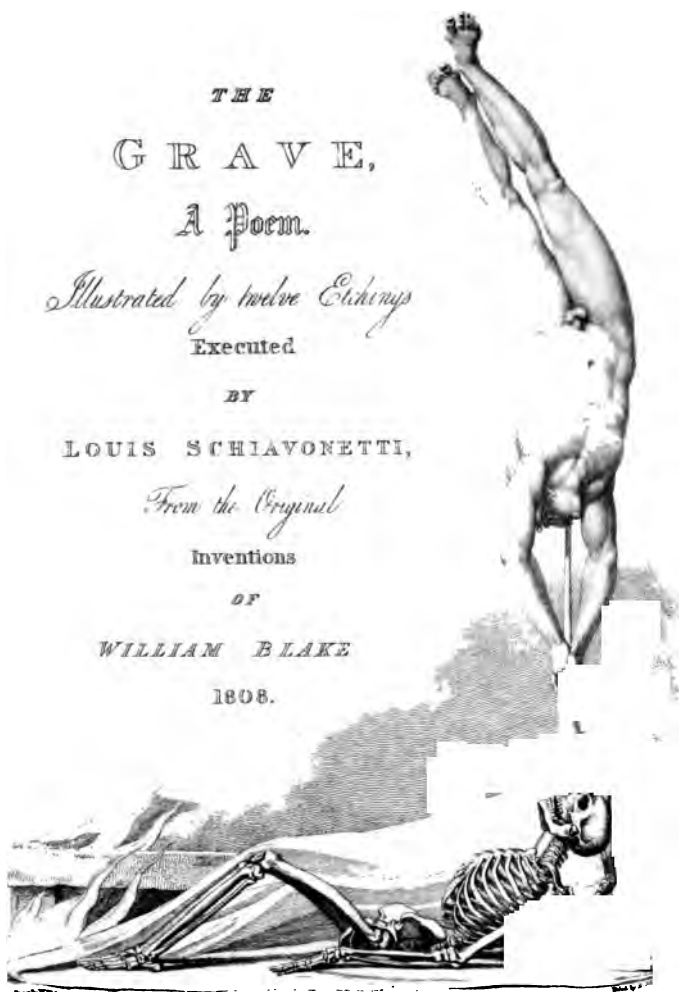 THE
GRAVE,
A Poem.
Illustrated by twelve Etchings
Executed
BY
LOUIS SCHIAVONETTI,
From the Original
Inventions
OF
WILLIAM BLAKE
1808.